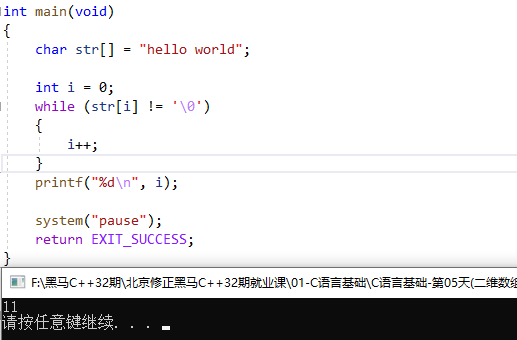 int main(void)
{
char str[] = "hello world";
int i = 0;
while (str[i] != '\0')
{
i++;
}
printf("%d\n", i);
system("pause");
return EXIT_SUCCESS;
}
F:\黑马C++32期\北京修正黑马C++32期就业课\01-C语言基础\C语言基础-第05天(二维数组
11
请按任意键继续. . .